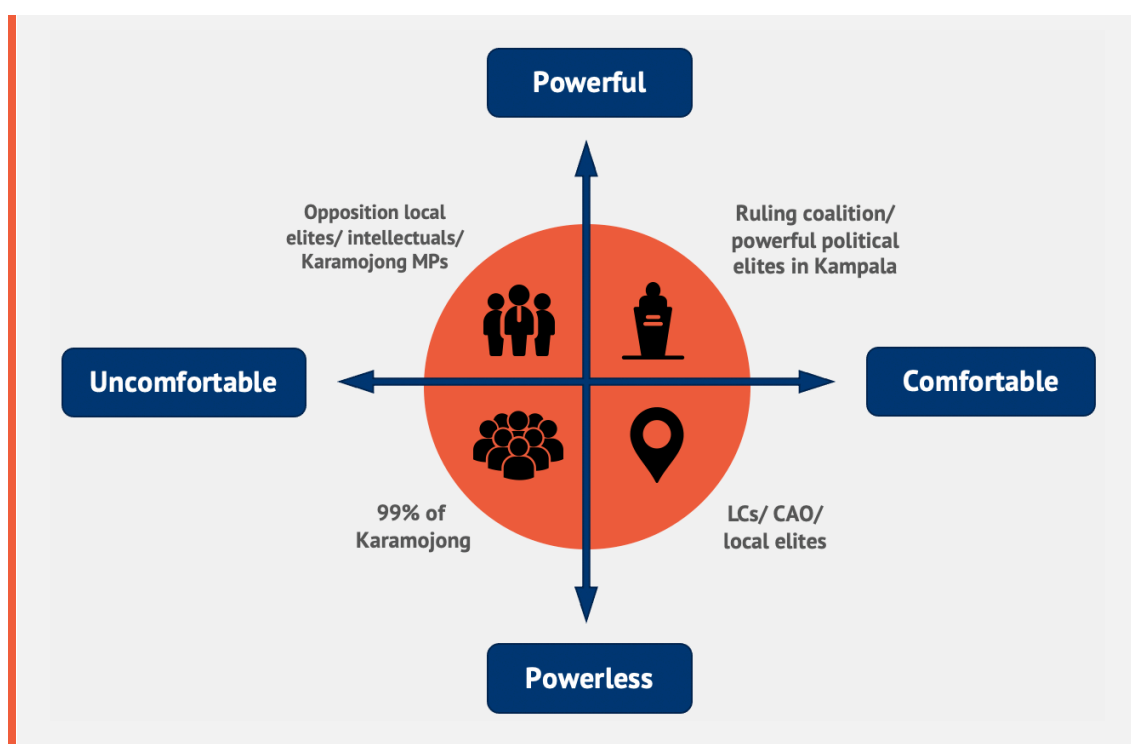 Powerful
Opposition local
elites/ intellectuals/
Karamojong MPs
Ruling coalition/
powerful political
elites in Kampala
Uncomfortable
Comfortable
99% of
Karamojong
LCs/ CAO/
local elites
Powerless